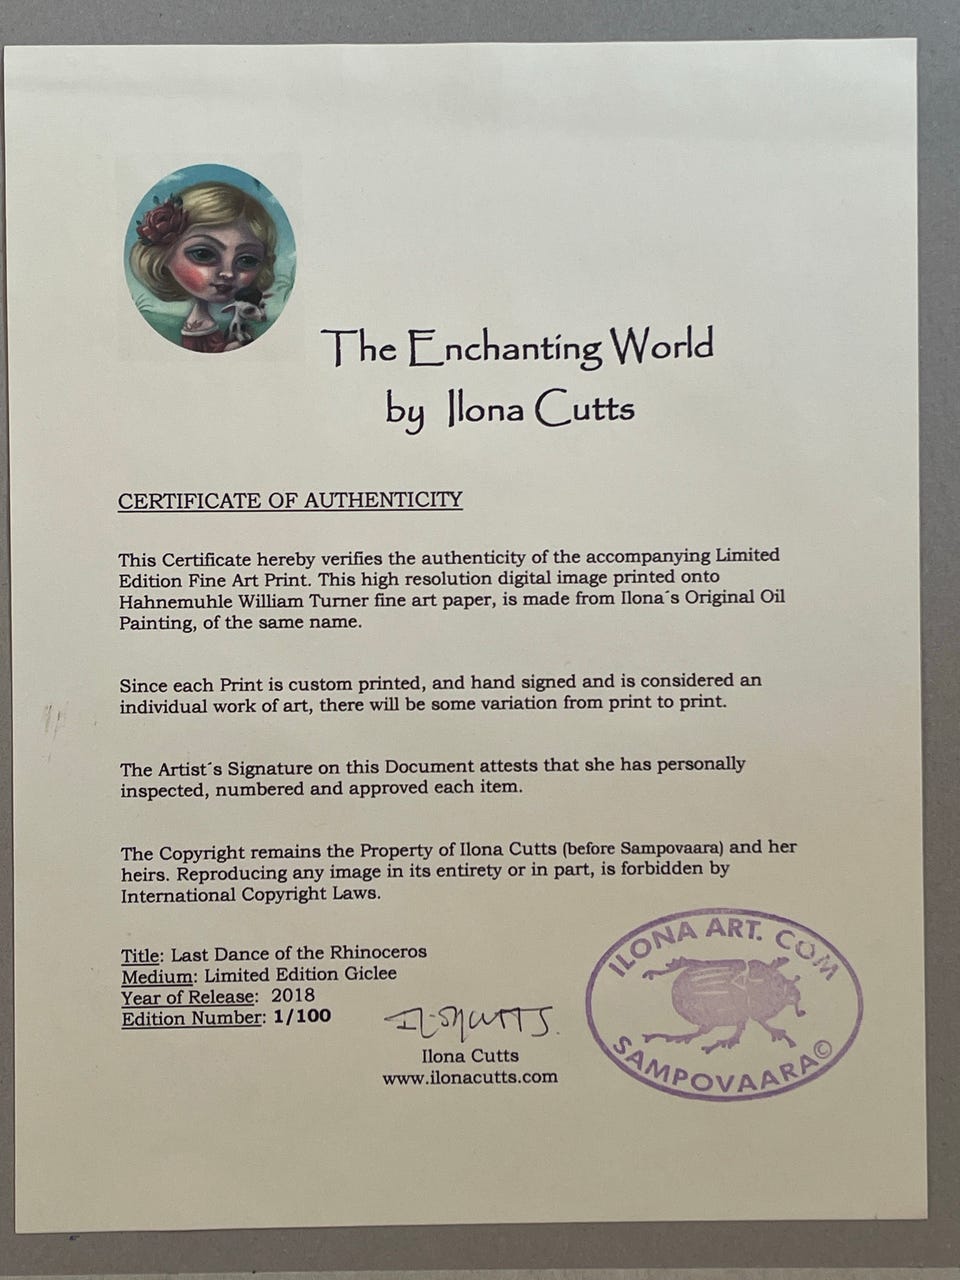 The Enchanting World
by Ilona Cutts
CERTIFICATE OF AUTHENTICITY
This Certificate hereby verifies the authenticity of the accompanying Limited
Edition Fine Art Print. This high resolution digital image printed onto
Hahnemuhle William Turner fine art paper, is made from Ilona´s Original Oil
Painting, of the same name.
Since each Print is custom printed, and hand signed and is considered an
individual work of art, there will be some variation from print to print.
The Artist´s Signature on this Document attests that she has personally
inspected, numbered and approved each item.
The Copyright remains the Property of Ilona Cutts (before Sampovaara) and her
heirs. Reproducing any image in its entirety or in part, is forbidden by
International Copyright Laws.
Title: Last Dance of the Rhinoceros
Medium: Limited Edition Giclee
Year of Release: 2018
Edition Number: 1/100
Ilona Cutts
www.ilonacutts.com
ILONA ART. COM
SAMPOVAARA©